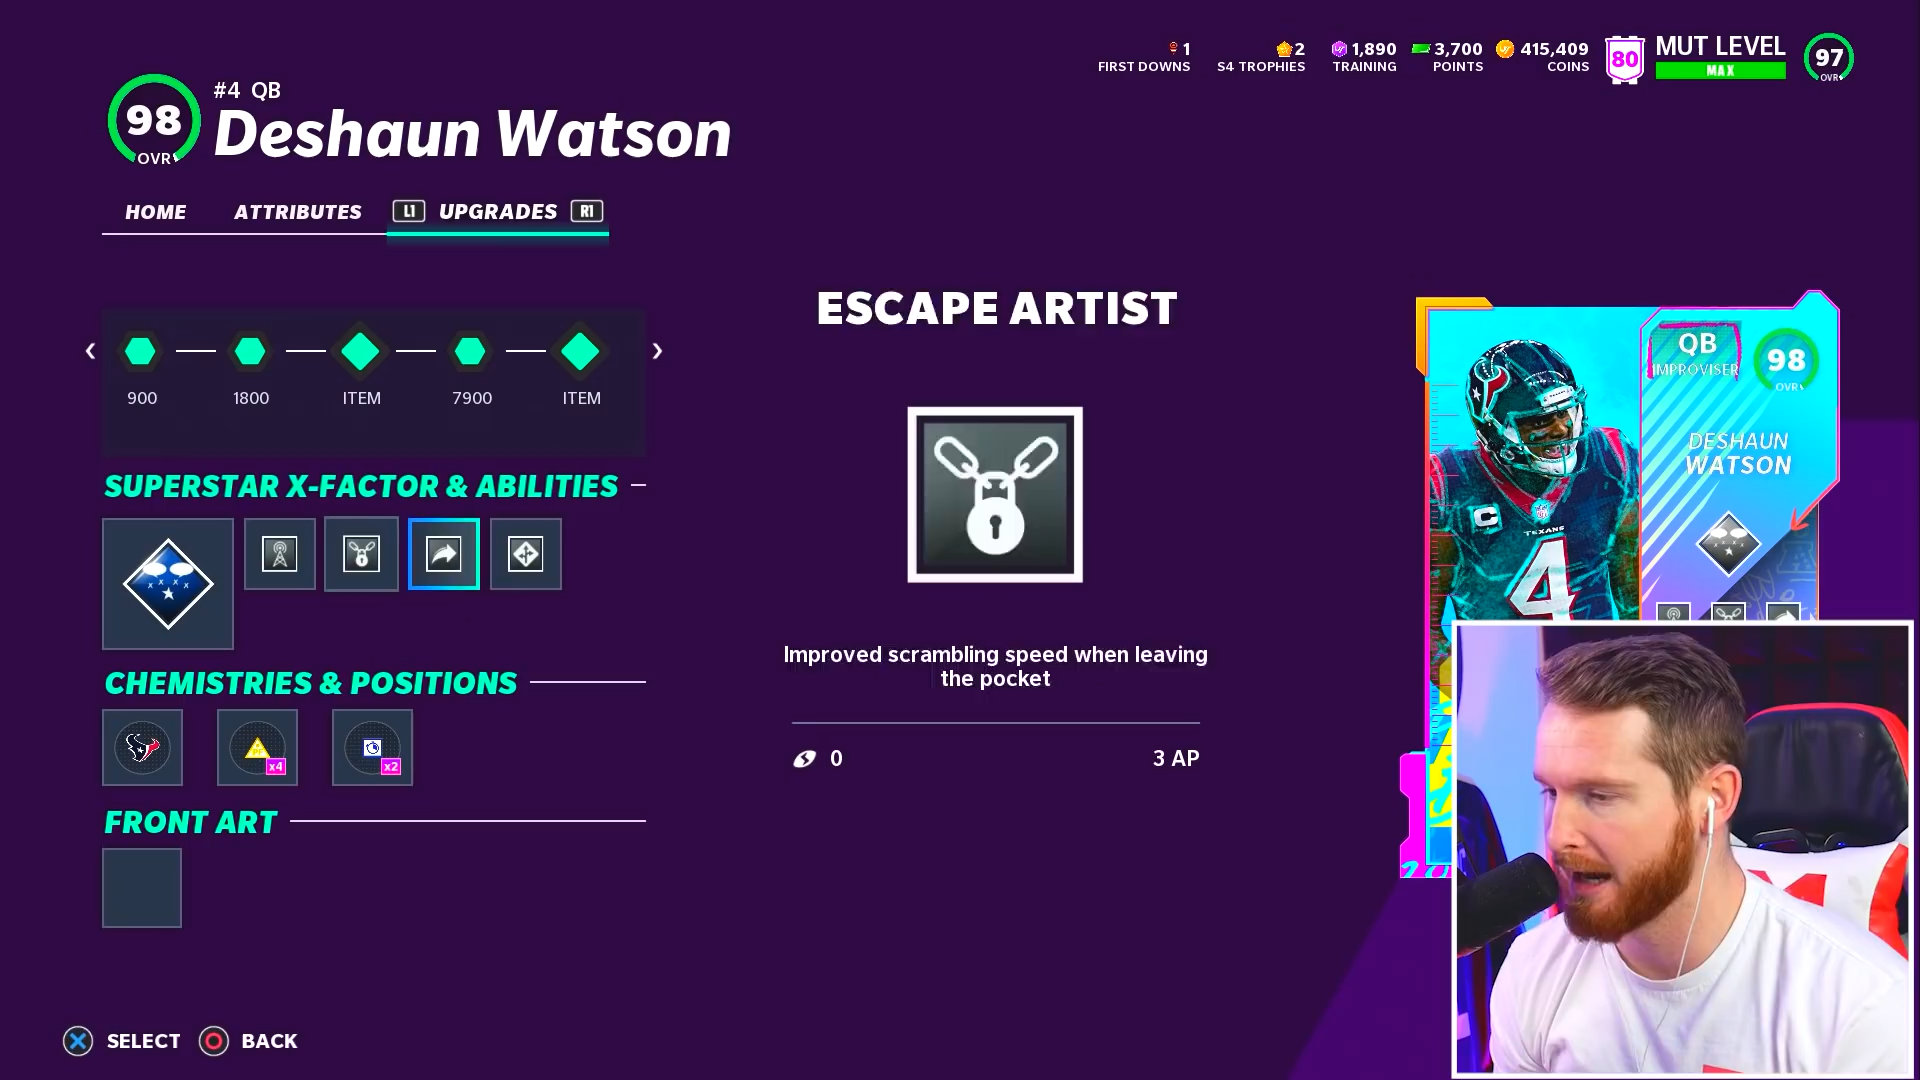 1
FIRST DOWNS
2
S4 TROPHIES
1,890
TRAINING
3,700
POINTS
415,409
COINS
80
MUT LEVEL
MAX
97
OVR
98
OVR
#4 QB
Deshaun Watson
HOME
ATTRIBUTES
L1
UPGRADES
R1
900
1800
ITEM
7900
ITEM
SUPERSTAR X-FACTOR & ABILITIES
CHEMISTRIES & POSITIONS
PF
x4
x2
FRONT ART
ESCAPE ARTIST
Improved scrambling speed when leaving
the pocket
0
3 AP
QB
IMPROVISER
98
OVR
DESHAUN
WATSON
C
TEXANS
4
SELECT
BACK